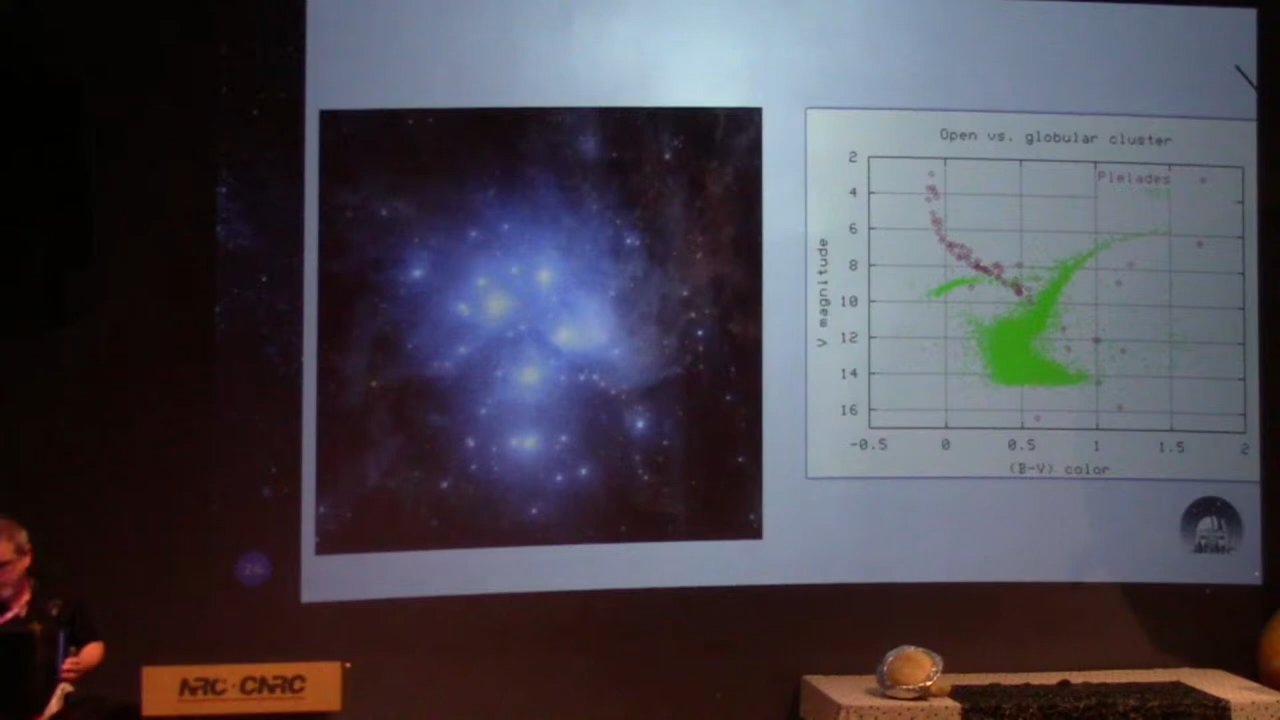 Open vs. globular cluster
Pleiades
2
4
6
8
10
12
14
16
V magnitude
-0.5
0
0.5
1
1.5
2
(B-V) color
NRC·CNRC